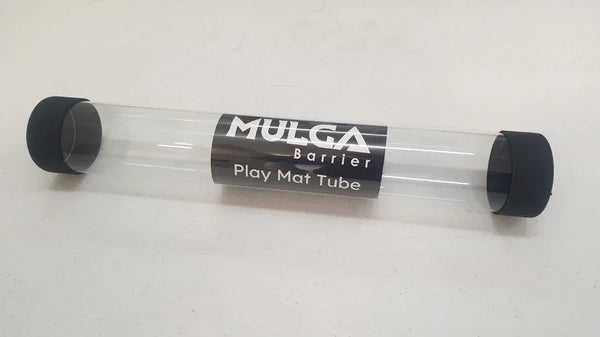 MULGA
Barrier
Play Mat Tube